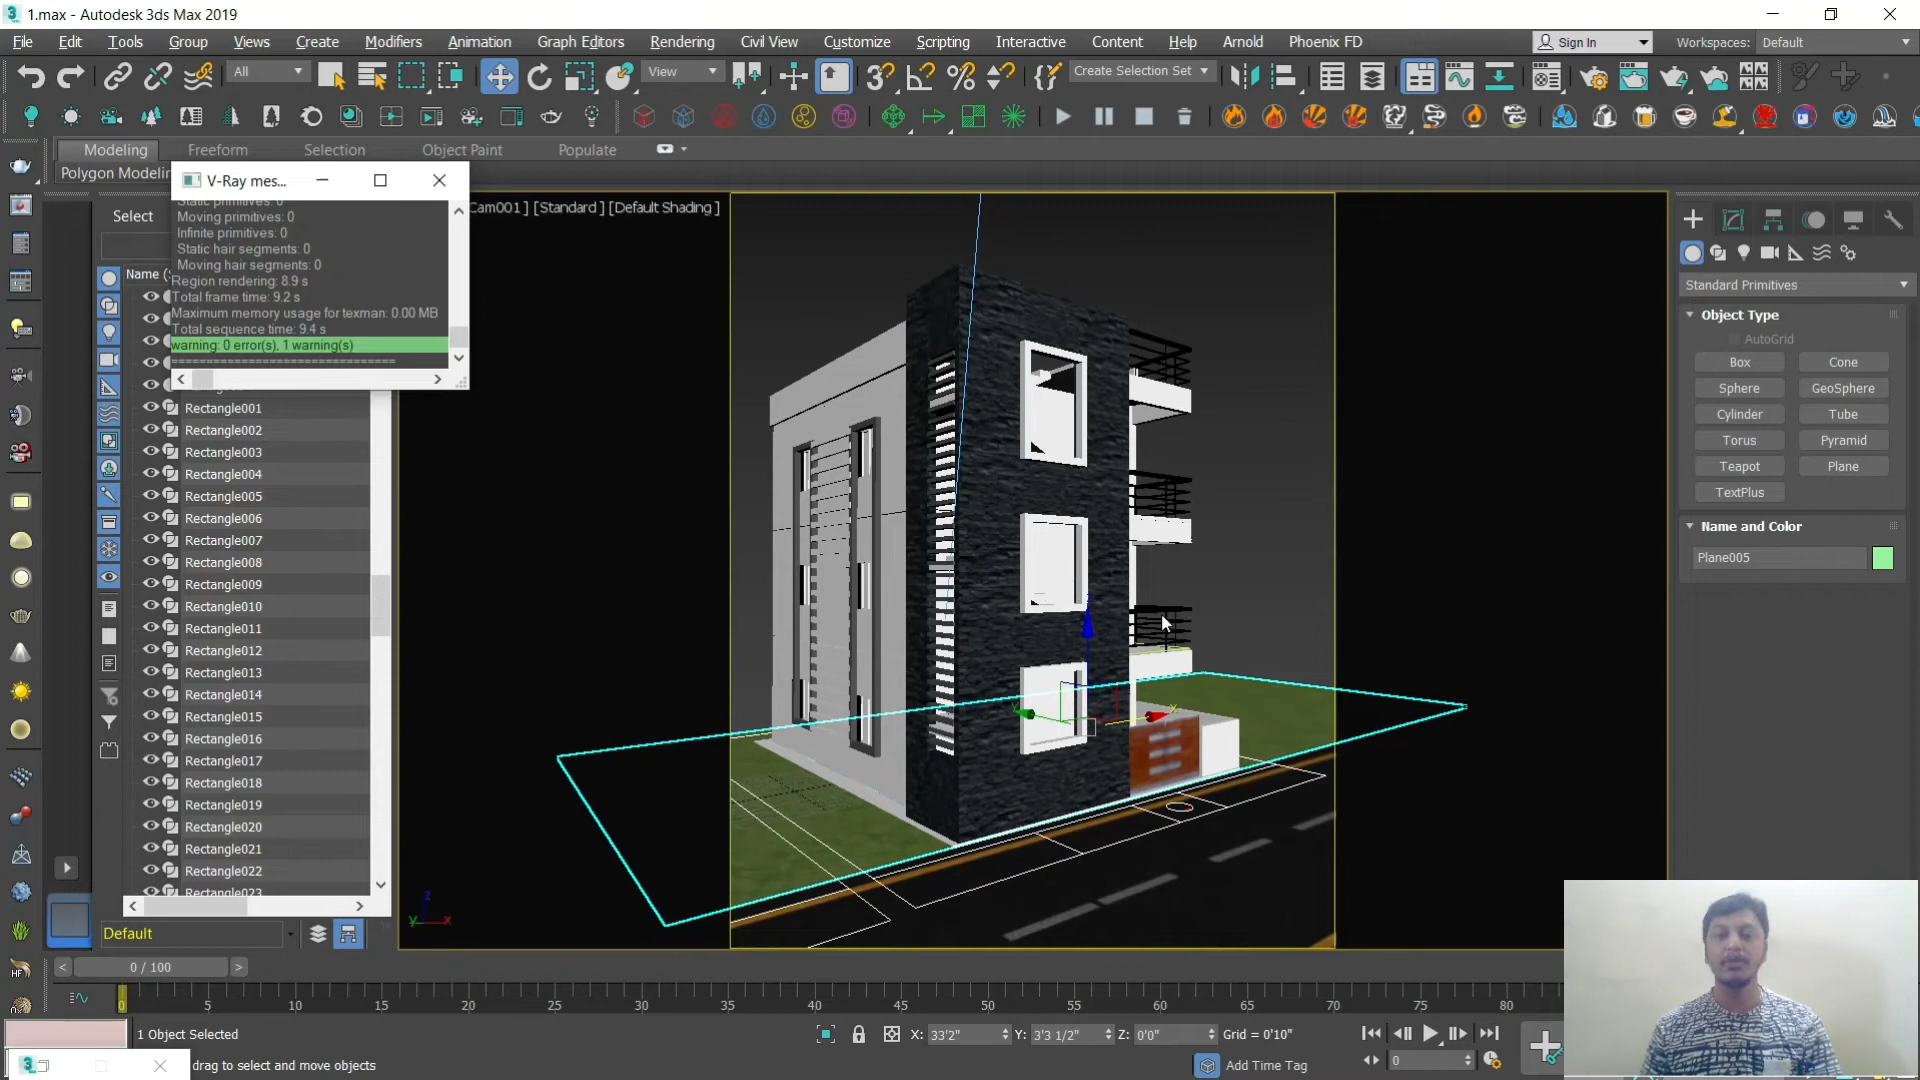 1.max - Autodesk 3ds Max 2019
File Edit Tools Group Views Create Modifiers Animation Graph Editors Rendering Civil View Customize Scripting Interactive Content Help Arnold Phoenix FD Sign In Workspaces: Default
All View Create Selection Set
Modeling Freeform Selection Object Paint Populate
Polygon Modelin
V-Ray mes...
Static primitives: 0
Moving primitives: 0
Infinite primitives: 0
Static hair segments: 0
Moving hair segments: 0
Region rendering: 8.9 s
Total frame time: 9.2 s
Maximum memory usage for texman: 0.00 MB
Total sequence time: 9.4 s
warning: 0 error(s), 1 warning(s)
==============================
Cam001 ] [Standard ] [Default Shading ]
Select
Name (
Rectangle001
Rectangle002
Rectangle003
Rectangle004
Rectangle005
Rectangle006
Rectangle007
Rectangle008
Rectangle009
Rectangle010
Rectangle011
Rectangle012
Rectangle013
Rectangle014
Rectangle015
Rectangle016
Rectangle017
Rectangle018
Rectangle019
Rectangle020
Rectangle021
Rectangle022
Rectangle023
Default
Standard Primitives
Object Type
AutoGrid
Box Cone
Sphere GeoSphere
Cylinder Tube
Torus Pyramid
Teapot Plane
TextPlus
Name and Color
Plane005
z
y x
y x
< 0 / 100 >
0 5 10 15 20 25 30 35 40 45 50 55 60 65 70 75 80
1 Object Selected X: 33'2" Y: 3'3 1/2" Z: 0'0" Grid = 0'10"
drag to select and move objects Add Time Tag 0